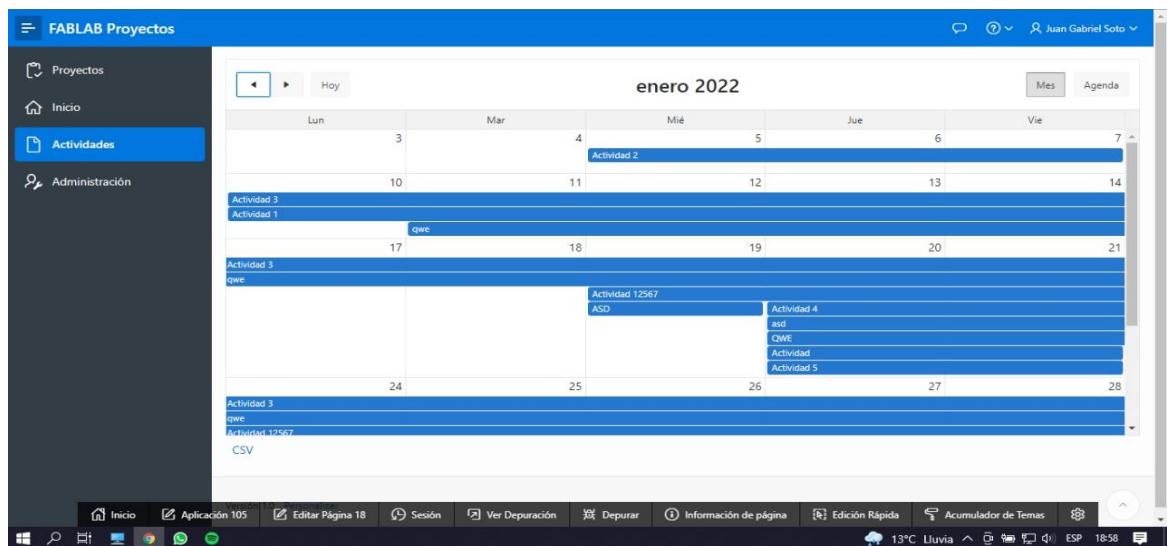 FABLAB Proyectos
Juan Gabriel Soto
Proyectos
Inicio
Actividades
Administración
Hoy
enero 2022
Mes Agenda
Lun Mar Mié Jue Vie
3 4 5 6 7
Actividad 2
10 11 12 13 14
Actividad 3
Actividad 1
qwe
17 18 19 20 21
Actividad 3
qwe
Actividad 12567
ASD Actividad 4
asd
QWE
Actividad
Actividad 5
24 25 26 27 28
Actividad 3
qwe
Actividad 12567
CSV
Versión 1.0
Inicio Aplicación 105 Editar Página 18 Sesión Ver Depuración Depurar Información de página Edición Rápida Acumulador de Temas
13°C Lluvia ESP 18:58